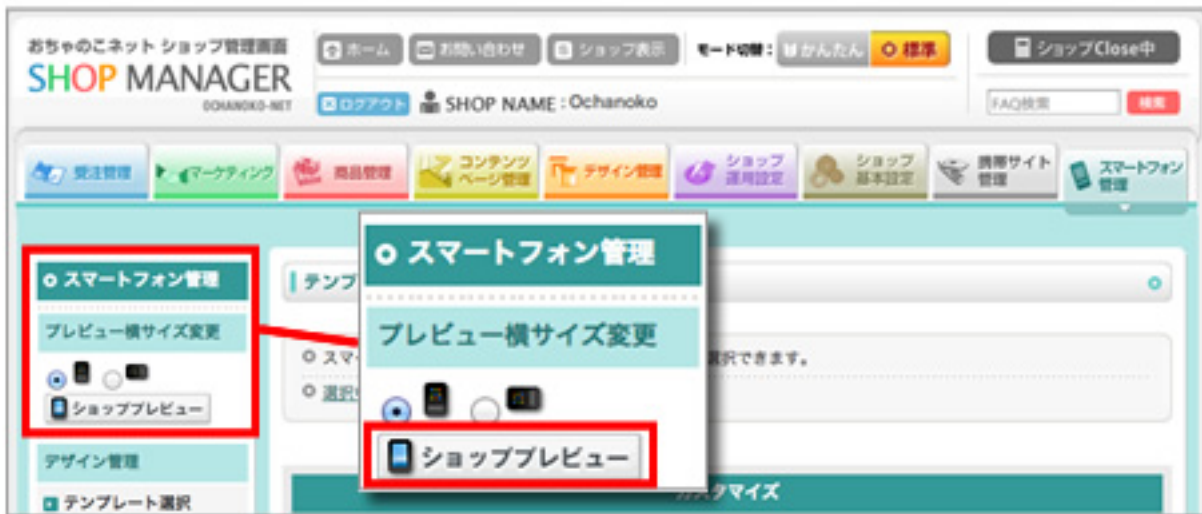 おちゃのこネット ショップ管理画面
SHOP MANAGER
OCHANOKO-NET
ホーム お問い合わせ ショップ表示 モード切替： かんたん 標準
ショップClose中
ログアウト SHOP NAME : Ochanoko
FAQ検索 検索
受注管理 マーケティング 商品管理 コンテンツページ管理 デザイン管理 ショップ運用設定 ショップ基本設定 携帯サイト管理 スマートフォン管理
スマートフォン管理
プレビュー横サイズ変更
ショッププレビュー
デザイン管理
テンプレート選択
テンプ
スマ
選択
択できます。
スマートフォン管理
プレビュー横サイズ変更
ショッププレビュー
カスタマイズ